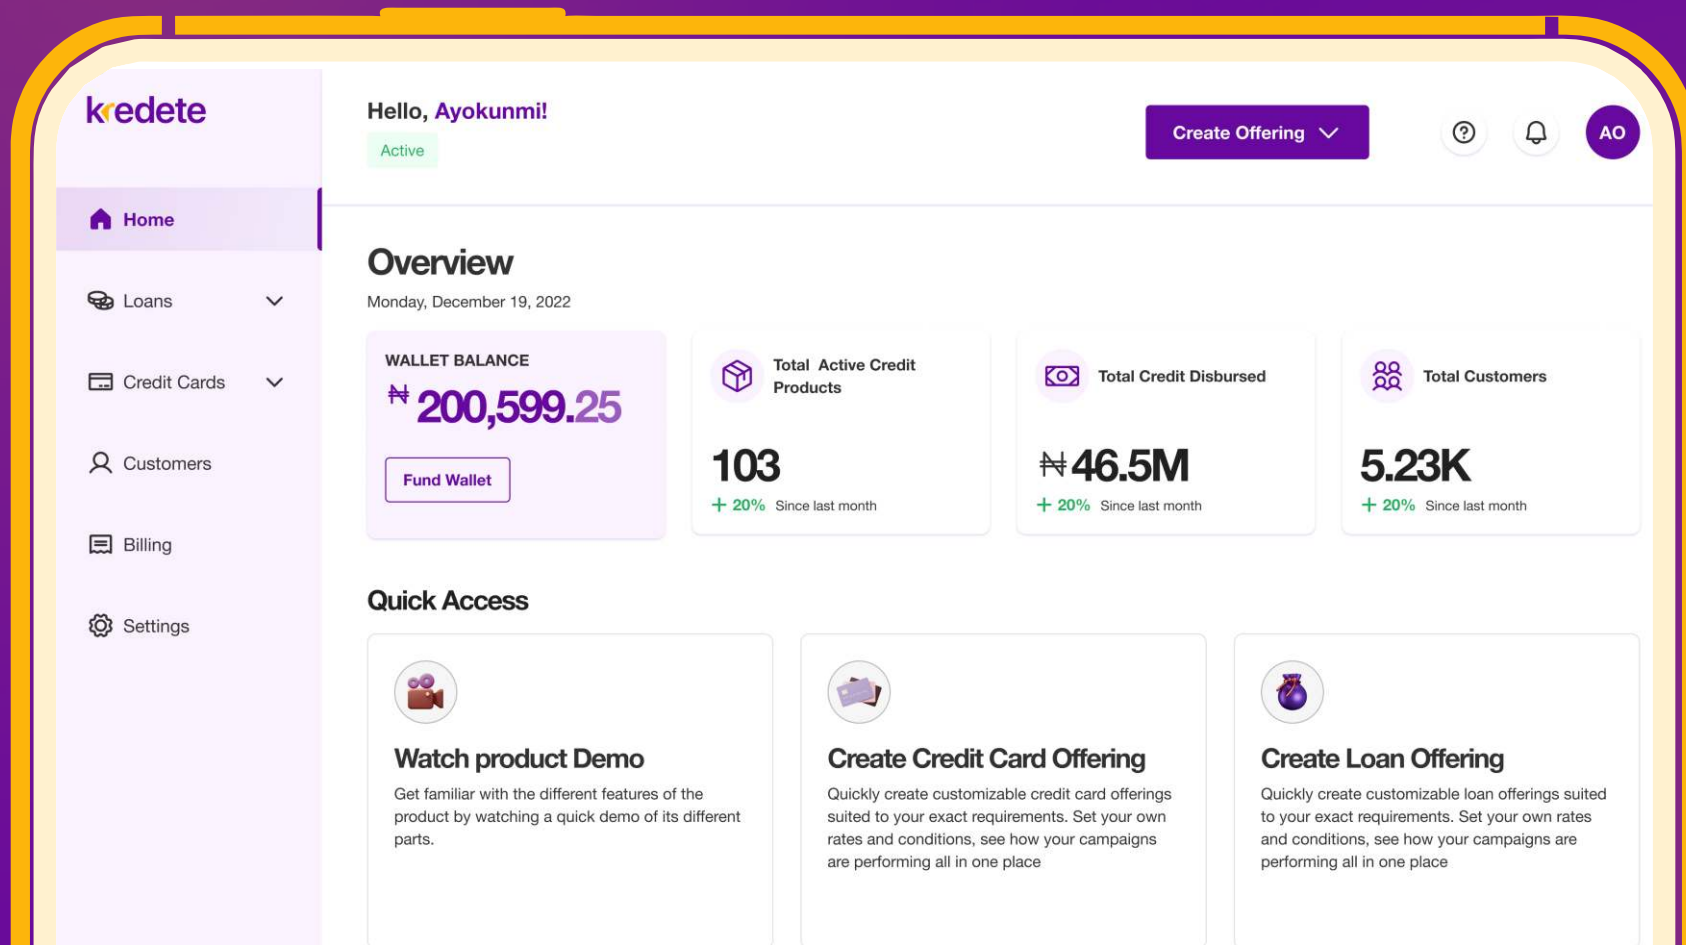 kredete
Hello, Ayokunmi!
Active
Create Offering
AO
Home
Loans
Credit Cards
Customers
Billing
Settings
Overview
Monday, December 19, 2022
WALLET BALANCE
₦ 200,599.25
Fund Wallet
Total Active Credit
Products
103
+ 20% Since last month
Total Credit Disbursed
₦46.5M
+ 20% Since last month
Total Customers
5.23K
+ 20% Since last month
Quick Access
Watch product Demo
Get familiar with the different features of the
product by watching a quick demo of its different
parts.
Create Credit Card Offering
Quickly create customizable credit card offerings
suited to your exact requirements. Set your own
rates and conditions, see how your campaigns
are performing all in one place
Create Loan Offering
Quickly create customizable loan offerings suited
to your exact requirements. Set your own rates
and conditions, see how your campaigns are
performing all in one place